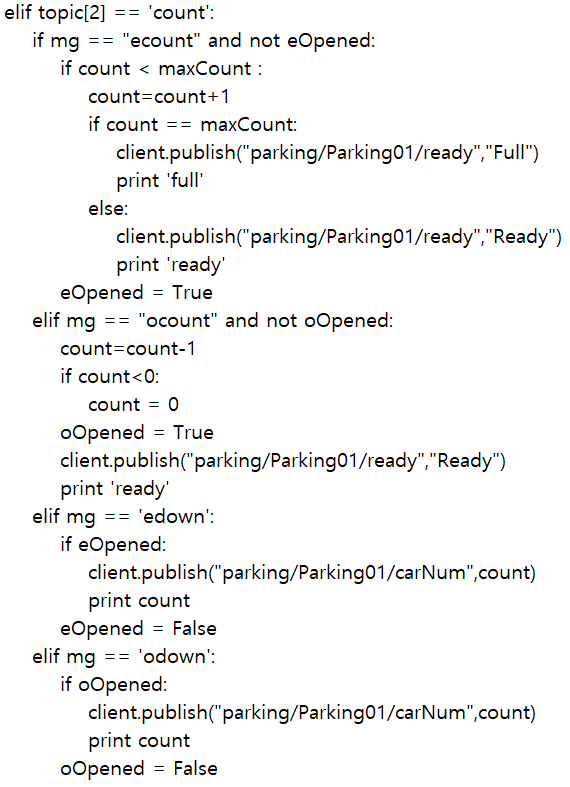 elif topic[2] == 'count':
if mg == "ecount" and not eOpened:
if count < maxCount :
count=count+1
if count == maxCount:
client.publish("parking/Parking01/ready","Full")
print 'full'
else:
client.publish("parking/Parking01/ready","Ready")
print 'ready'
eOpened = True
elif mg == "ocount" and not oOpened:
count=count-1
if count<0:
count = 0
oOpened = True
client.publish("parking/Parking01/ready","Ready")
print 'ready'
elif mg == 'edown':
if eOpened:
client.publish("parking/Parking01/carNum",count)
print count
eOpened = False
elif mg == 'odown':
if oOpened:
client.publish("parking/Parking01/carNum",count)
print count
oOpened = False